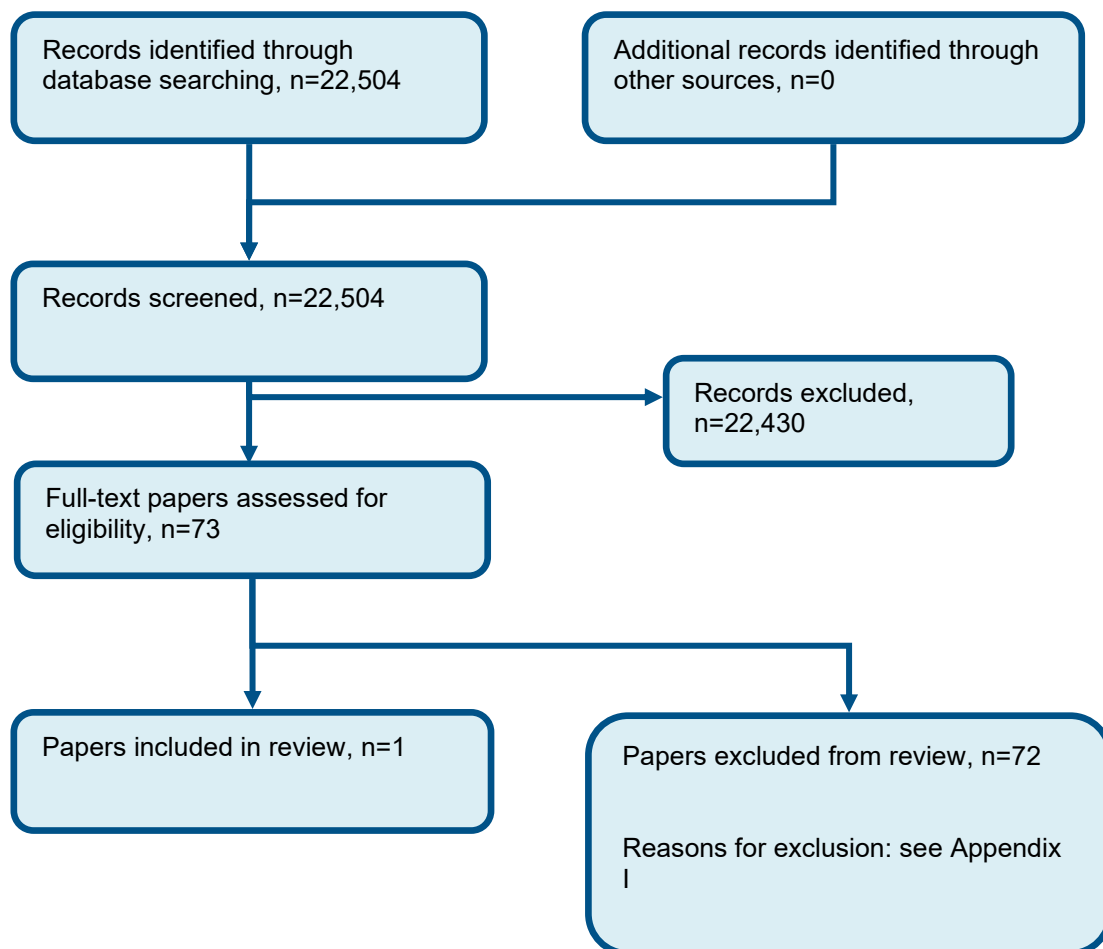 Records identified through
database searching, n=22,504
Additional records identified through
other sources, n=0
Records screened, n=22,504
Records excluded,
n=22,430
Full-text papers assessed for
eligibility, n=73
Papers included in review, n=1
Papers excluded from review, n=72
Reasons for exclusion: see Appendix
I